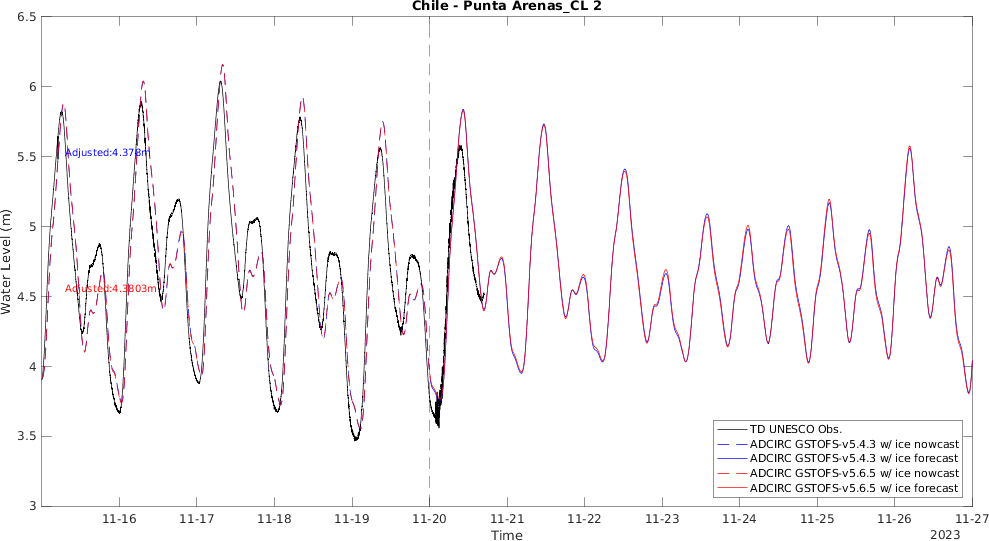 Chile - Punta Arenas_CL 2
6.5
6
5.5
5
4.5
4
3.5
3
Water Level (m)
Adjusted:4.378m
Adjusted:4.3803m
TD UNESCO Obs.
ADCIRC GSTOFS-v5.4.3 w/ ice nowcast
ADCIRC GSTOFS-v5.4.3 w/ ice forecast
ADCIRC GSTOFS-v5.6.5 w/ ice nowcast
ADCIRC GSTOFS-v5.6.5 w/ ice forecast
11-16 11-17 11-18 11-19 11-20 11-21 11-22 11-23 11-24 11-25 11-26 11-27
Time
2023